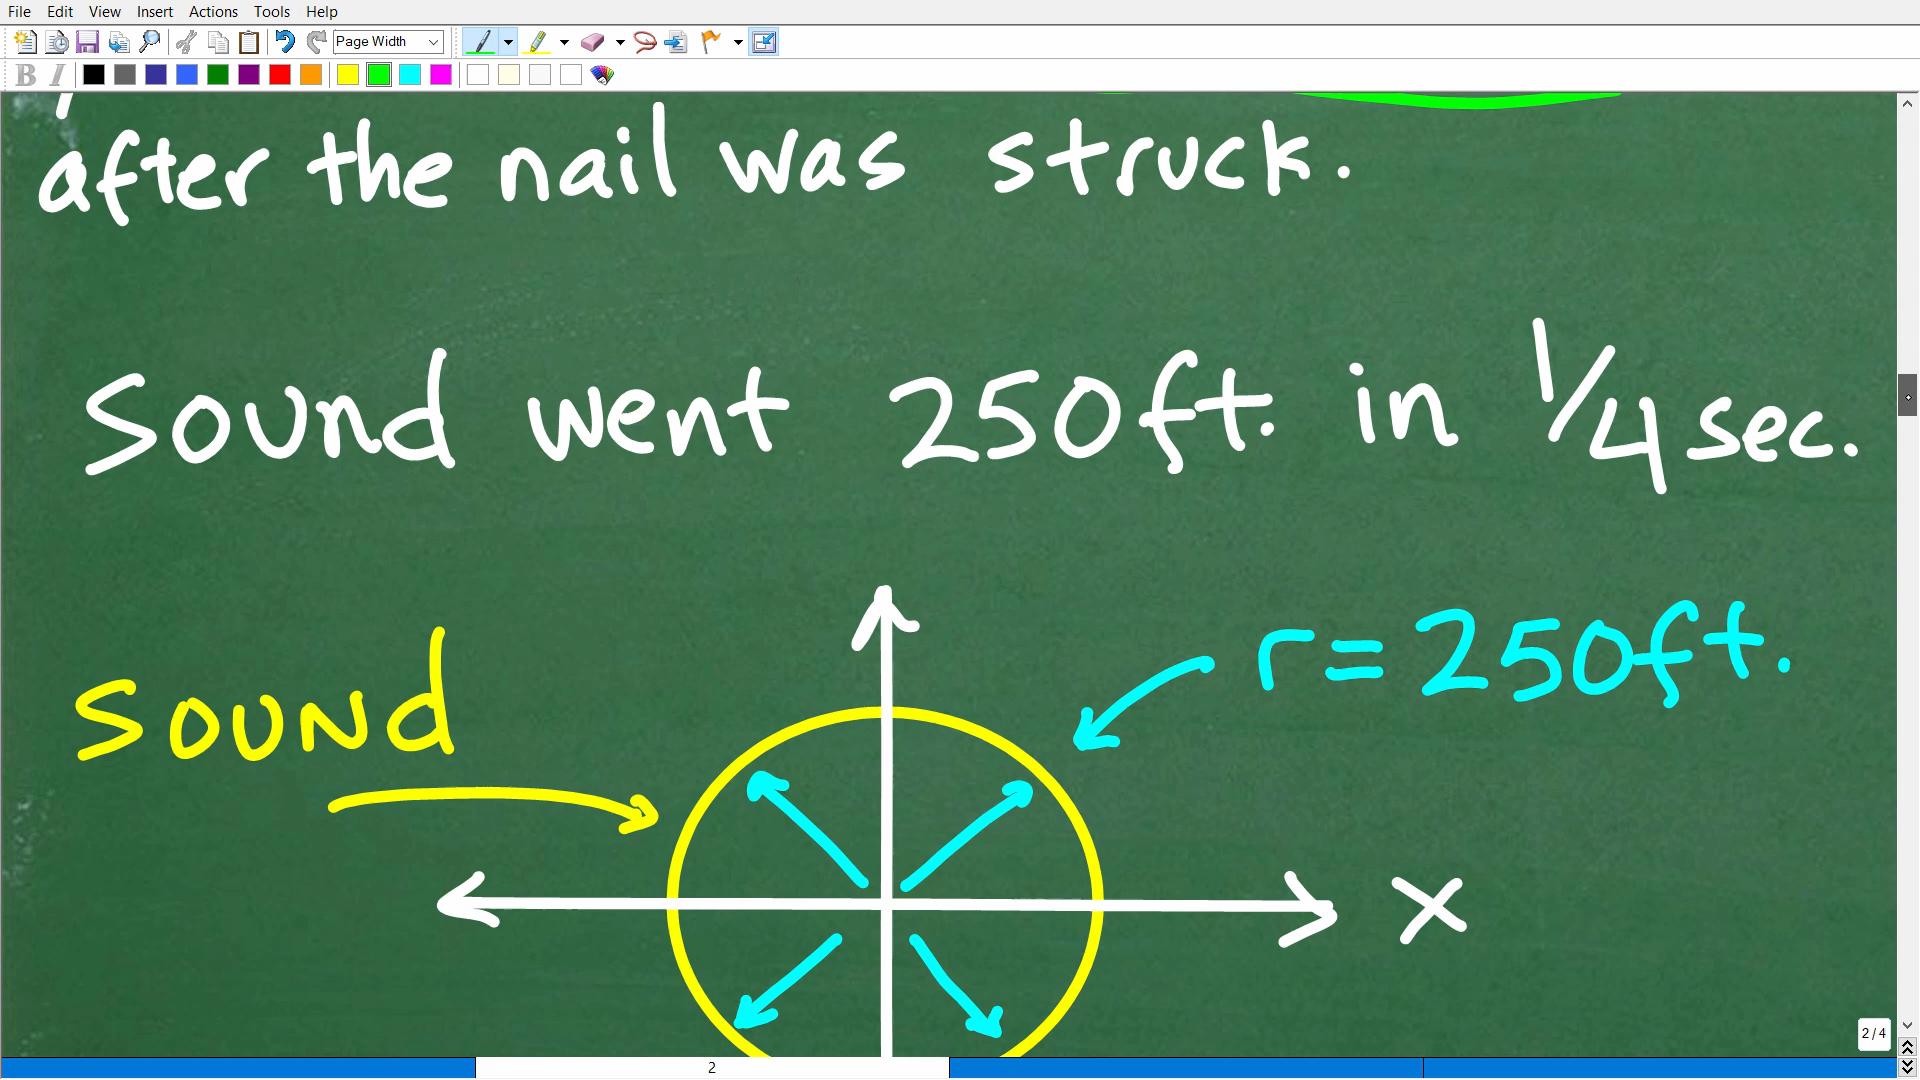 File Edit View Insert Actions Tools Help
Page Width
B I
after the nail was struck.
Sound went 250ft. in 1/4 sec.
r=250ft.
Sound
x
2/4
2